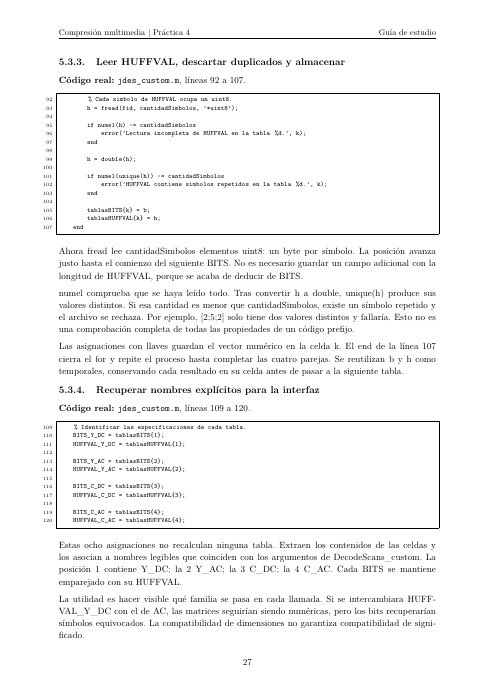 Compresión multimedia | Práctica 4 Guía de estudio
5.3.3. Leer HUFFVAL, descartar duplicados y almacenar
Código real: jdes_custom.m, líneas 92 a 107.
92 % Cada simbolo de HUFFVAL ocupa un uint8.
93 h = fread(fid, cantidadSimbolos, '*uint8');
94
95 if numel(h) ~= cantidadSimbolos
96 error('Lectura incompleta de HUFFVAL en la tabla %d.', k);
97 end
98
99 h = double(h);
100
101 if numel(unique(h)) ~= cantidadSimbolos
102 error('HUFFVAL contiene simbolos repetidos en la tabla %d.', k);
103 end
104
105 tablasBITS{k} = b;
106 tablasHUFFVAL{k} = h;
107 end
Ahora fread lee cantidadSimbolos elementos uint8: un byte por símbolo. La posición avanza
justo hasta el comienzo del siguiente BITS. No es necesario guardar un campo adicional con la
longitud de HUFFVAL, porque se acaba de deducir de BITS.
numel comprueba que se haya leído todo. Tras convertir h a double, unique(h) produce sus
valores distintos. Si esa cantidad es menor que cantidadSimbolos, existe un símbolo repetido y
el archivo se rechaza. Por ejemplo, [2;5;2] solo tiene dos valores distintos y fallaría. Esto no es
una comprobación completa de todas las propiedades de un código prefijo.
Las asignaciones con llaves guardan el vector numérico en la celda k. El end de la línea 107
cierra el for y repite el proceso hasta completar las cuatro parejas. Se reutilizan b y h como
temporales, conservando cada resultado en su celda antes de pasar a la siguiente tabla.
5.3.4. Recuperar nombres explícitos para la interfaz
Código real: jdes_custom.m, líneas 109 a 120.
109 % Identificar las especificaciones de cada tabla.
110 BITS_Y_DC = tablasBITS{1};
111 HUFFVAL_Y_DC = tablasHUFFVAL{1};
112
113 BITS_Y_AC = tablasBITS{2};
114 HUFFVAL_Y_AC = tablasHUFFVAL{2};
115
116 BITS_C_DC = tablasBITS{3};
117 HUFFVAL_C_DC = tablasHUFFVAL{3};
118
119 BITS_C_AC = tablasBITS{4};
120 HUFFVAL_C_AC = tablasHUFFVAL{4};
Estas ocho asignaciones no recalculan ninguna tabla. Extraen los contenidos de las celdas y
los asocian a nombres legibles que coinciden con los argumentos de DecodeScans_custom. La
posición 1 contiene Y_DC; la 2 Y_AC; la 3 C_DC; la 4 C_AC. Cada BITS se mantiene
emparejado con su HUFFVAL.
La utilidad es hacer visible qué familia se pasa en cada llamada. Si se intercambiara HUFF-
VAL_Y_DC con el de AC, las matrices seguirían siendo numéricas, pero los bits recuperarían
símbolos equivocados. La compatibilidad de dimensiones no garantiza compatibilidad de signi-
ficado.
27